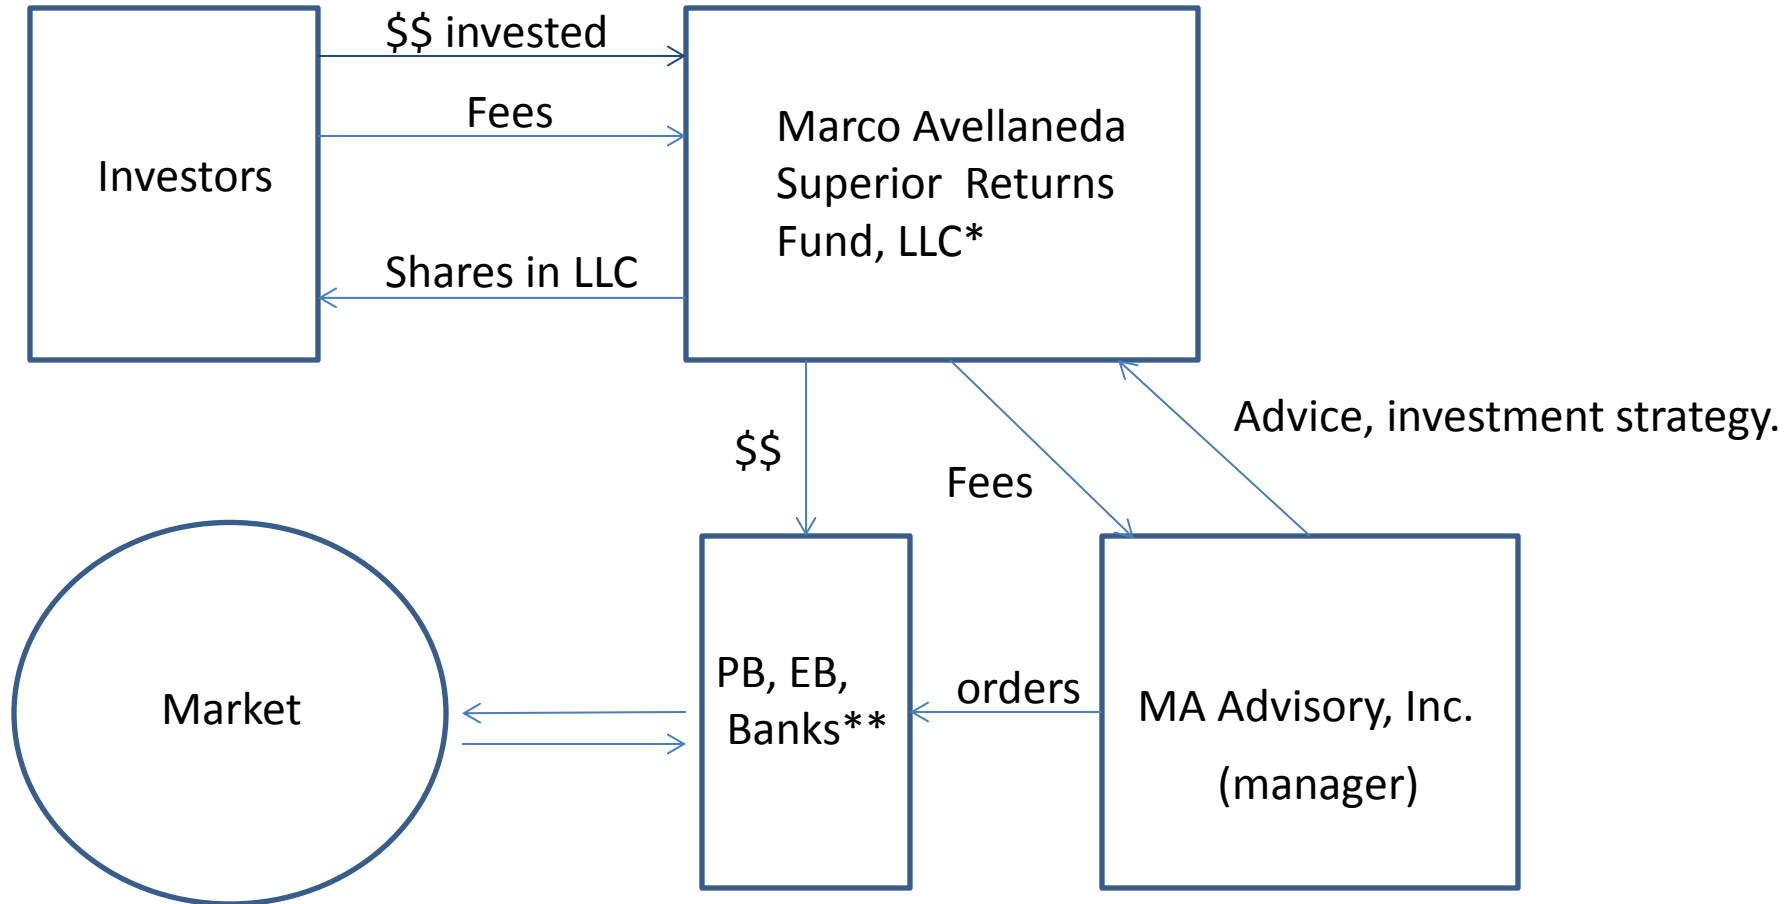 $$ invested
Fees
Investors
Marco Avellaneda
Superior  Returns
Fund, LLC*
Shares in LLC
$$
Fees
Advice, investment strategy.
Market
PB, EB,
Banks**
orders
MA Advisory, Inc.
(manager)